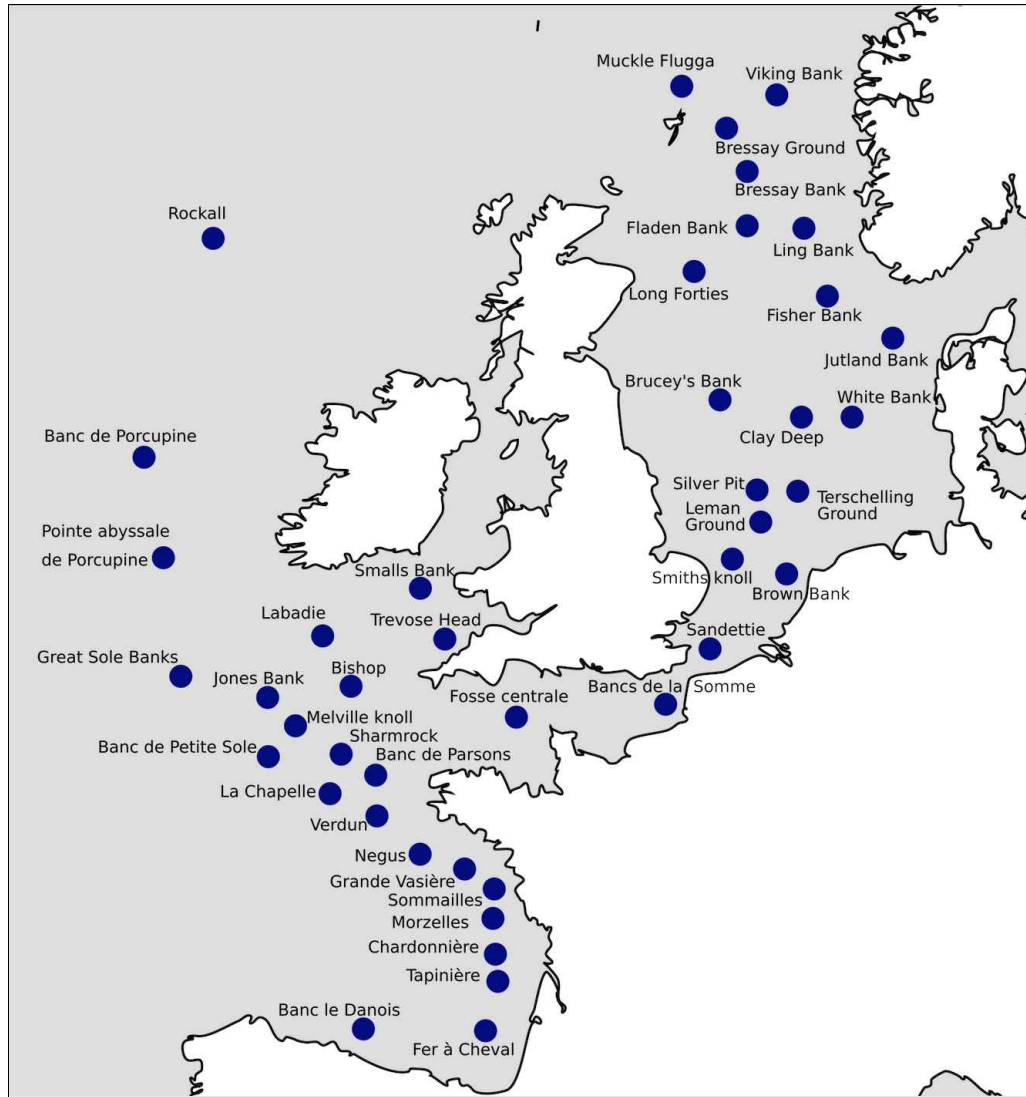 Muckle Flugga
Viking Bank
Bressay Ground
Bressay Bank
Rockall
Fladen Bank
Ling Bank
Long Forties
Fisher Bank
Jutland Bank
Brucey's Bank
White Bank
Clay Deep
Banc de Porcupine
Silver Pit
Terschelling
Ground
Leman
Ground
Pointe abyssale
de Porcupine
Smalls Bank
Smiths knoll
Brown Bank
Labadie
Trevose Head
Sandettie
Great Sole Banks
Jones Bank
Bishop
Fosse centrale
Bancs de la Somme
Melville knoll
Sharmrock
Banc de Petite Sole
Banc de Parsons
La Chapelle
Verdun
Negus
Grande Vasière
Sommailles
Morzelles
Chardonnière
Tapinière
Banc le Danois
Fer à Cheval